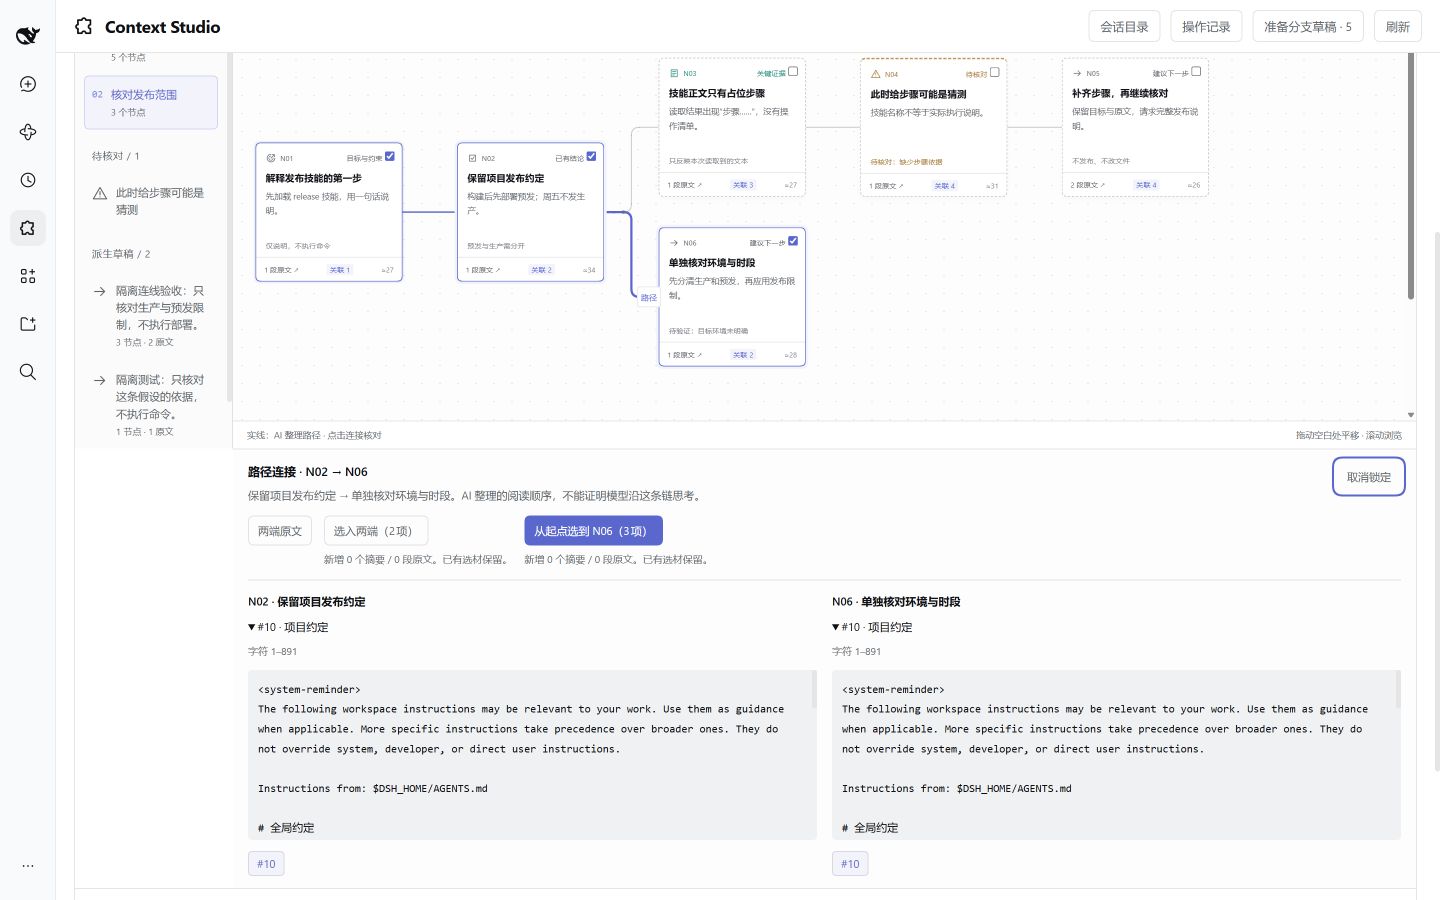 Context Studio
会话目录
操作记录
准备分支草稿 · 5
刷新
5 个节点
02 核对发布范围
3 个节点
待核对 / 1
此时给步骤可能是
猜测
派生草稿 / 2
隔离连线验收：只
核对生产与预发限
制，不执行部署。
3 节点 · 2 原文
隔离测试：只核对
这条假设的依据，
不执行命令。
1 节点 · 1 原文
N01 目标与约束
解释发布技能的第一步
先加载 release 技能，用一句话说
明。
仅说明，不执行命令
1 段原文 ↗ 关联 1 ≈27
N02 已有结论
保留项目发布约定
构建后先部署预发；周五不发生
产。
预发与生产需分开
1 段原文 ↗ 关联 2 ≈34
N03 关键证据
技能正文只有占位步骤
读取结果出现“步骤……”，没有操
作清单。
只反映本次读取到的文本
1 段原文 ↗ 关联 3 ≈27
N04 待核对
此时给步骤可能是猜测
技能名称不等于实际执行说明。
待核对：缺少步骤依据
1 段原文 ↗ 关联 4 ≈31
→ N05 建议下一步
补齐步骤，再继续核对
保留目标与原文，请求完整发布说
明。
不发布、不改文件
2 段原文 ↗ 关联 4 ≈26
→ N06 建议下一步
单独核对环境与时段
先分清生产和预发，再应用发布限
制。
待验证：目标环境未明确
1 段原文 ↗ 关联 2 ≈28
路径
实线：AI 整理路径 · 点击连接核对
拖动空白处平移 · 滚动浏览
路径连接 · N02 → N06
取消锁定
保留项目发布约定 → 单独核对环境与时段。AI 整理的阅读顺序，不能证明模型沿这条链思考。
两端原文
选入两端（2 项）
从起点选到 N06（3 项）
新增 0 个摘要 / 0 段原文。已有选材保留。
新增 0 个摘要 / 0 段原文。已有选材保留。
N02 · 保留项目发布约定
▼ #10 · 项目约定
字符 1–891
<system-reminder>
The following workspace instructions may be relevant to your work. Use them as guidance
when applicable. More specific instructions take precedence over broader ones. They do
not override system, developer, or direct user instructions.
Instructions from: $DSH_HOME/AGENTS.md
# 全局约定
#10
N06 · 单独核对环境与时段
▼ #10 · 项目约定
字符 1–891
<system-reminder>
The following workspace instructions may be relevant to your work. Use them as guidance
when applicable. More specific instructions take precedence over broader ones. They do
not override system, developer, or direct user instructions.
Instructions from: $DSH_HOME/AGENTS.md
# 全局约定
#10